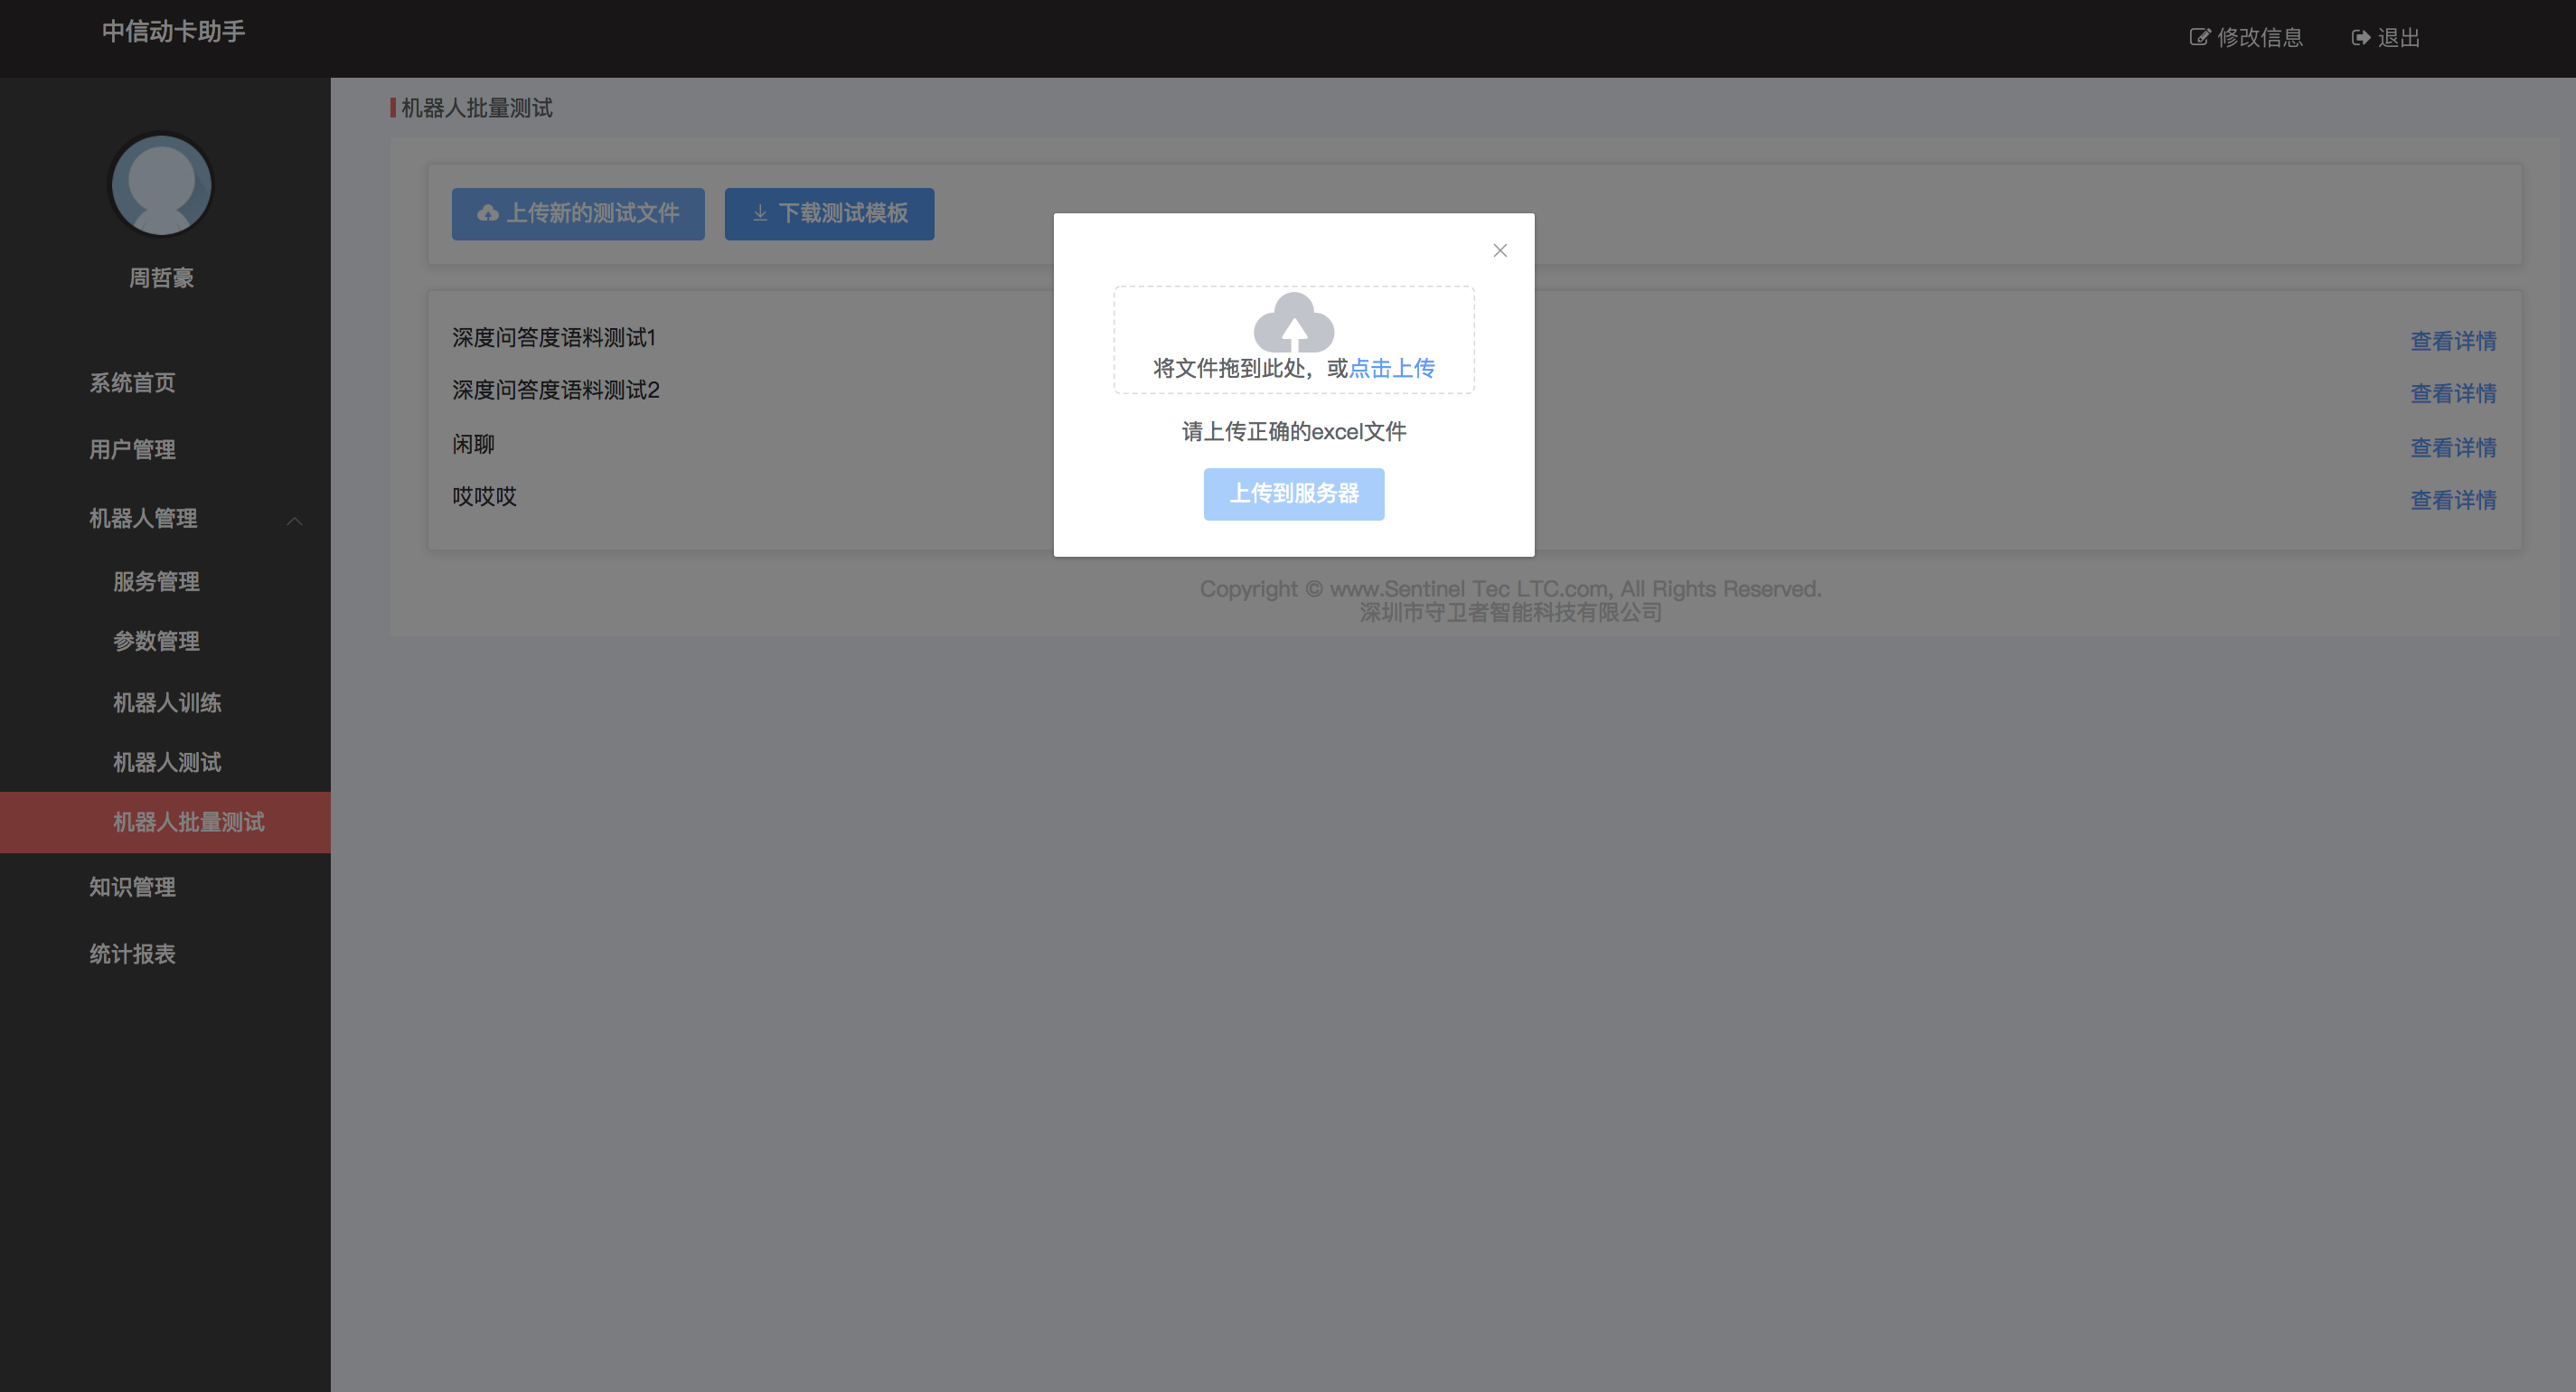 中信动卡助手
修改信息
退出
周哲豪
系统首页
用户管理
机器人管理
服务管理
参数管理
机器人训练
机器人测试
机器人批量测试
知识管理
统计报表
机器人批量测试
上传新的测试文件
下载测试模板
深度问答度语料测试1
查看详情
深度问答度语料测试2
查看详情
闲聊
查看详情
哎哎哎
查看详情
将文件拖到此处，或点击上传
请上传正确的excel文件
上传到服务器
Copyright © www.Sentinel Tec LTC.com, All Rights Reserved.
深圳市守卫者智能科技有限公司